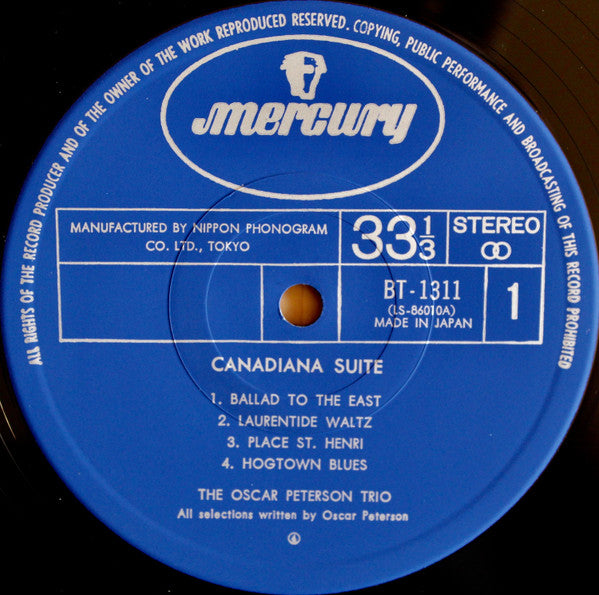 ALL RIGHTS OF THE RECORD PRODUCER AND OF THE OWNER OF THE WORK REPRODUCED RESERVED. COPYING, PUBLIC PERFORMANCE AND BROADCASTING OF THIS RECORD PROHIBITED
mercury
MANUFACTURED BY NIPPON PHONOGRAM
CO. LTD., TOKYO
33 1/3
STEREO
BT-1311
(LS-86010A)
MADE IN JAPAN
1
CANADIANA SUITE
1. BALLAD TO THE EAST
2. LAURENTIDE WALTZ
3. PLACE ST. HENRI
4. HOGTOWN BLUES
THE OSCAR PETERSON TRIO
All selections written by Oscar Peterson